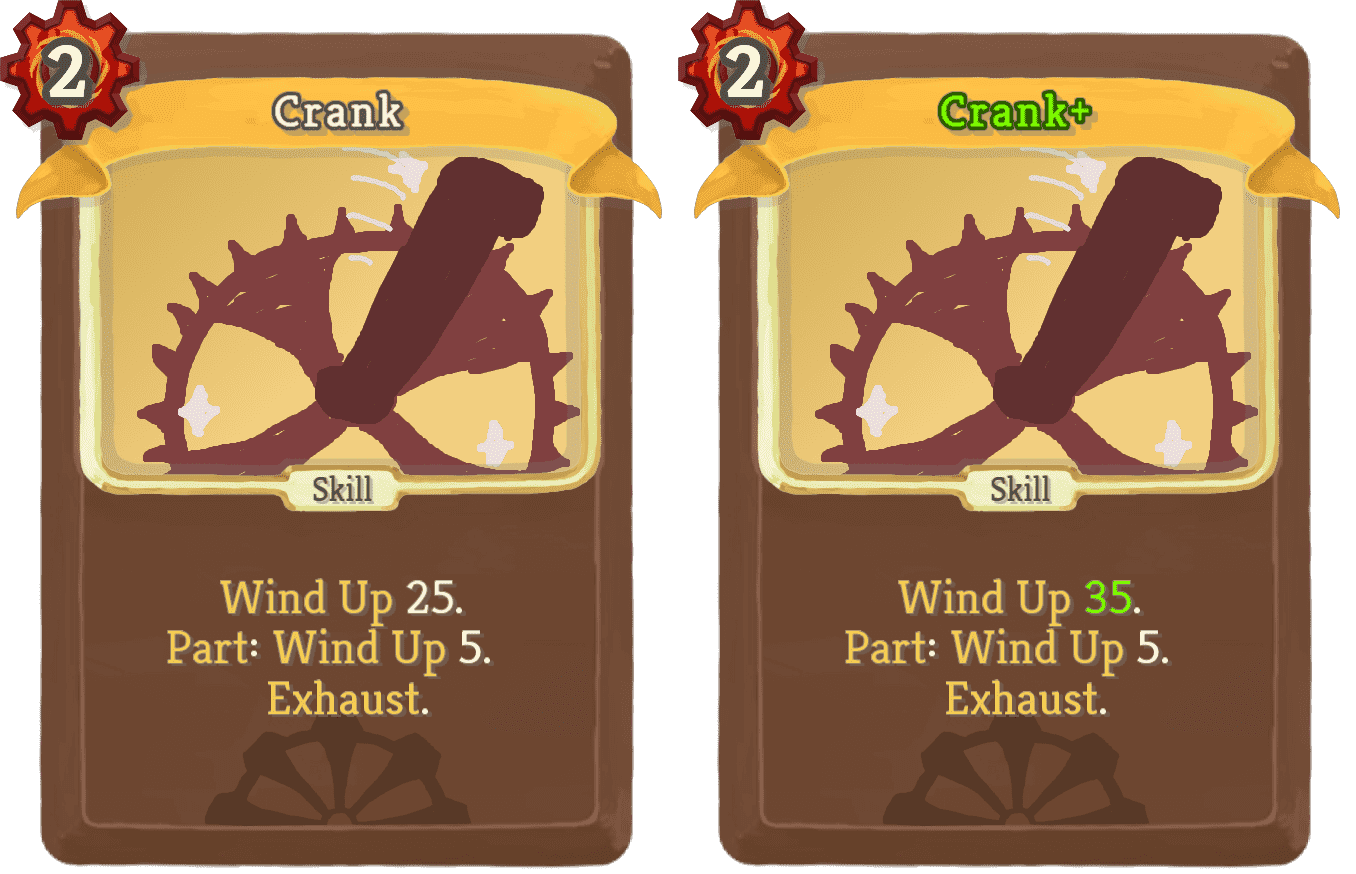 2
Crank
Skill
Wind Up 25.
Part: Wind Up 5.
Exhaust.
2
Crank+
Skill
Wind Up 35.
Part: Wind Up 5.
Exhaust.